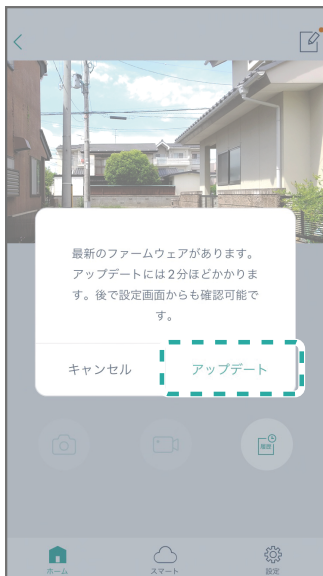 最新のファームウェアがあります。
アップデートには2分ほどかかりま
す。後で設定画面からも確認可能で
す。
キャンセル
アップデート
履歴
ホーム
スマート
設定